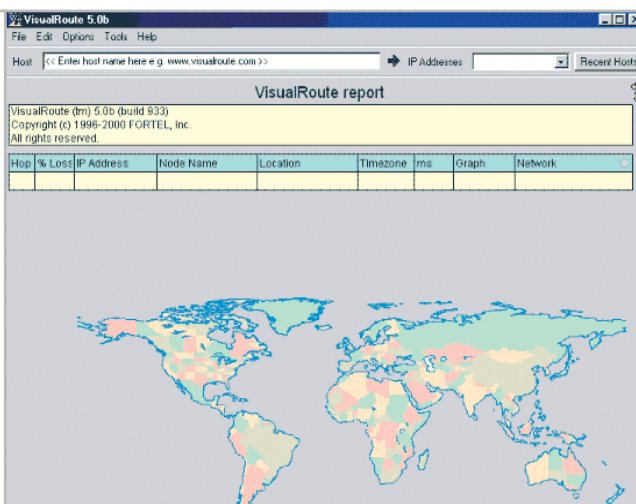 VisualRoute 5.0b
File Edit Options Tools Help
Host << Enter host name here e.g. www.visualroute.com >> IP Addresses Recent Hosts
VisualRoute report
VisualRoute (tm) 5.0b (build 933)
Copyright (c) 1996-2000 FORTEL, Inc.
All rights reserved.
Hop % Loss IP Address Node Name Location Timezone ms Graph Network